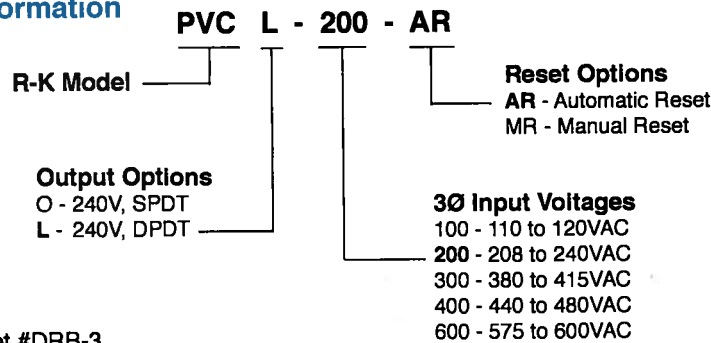 ormation
PVC L - 200 - AR
R-K Model
Reset Options
AR - Automatic Reset
MR - Manual Reset
Output Options
O - 240V, SPDT
L - 240V, DPDT
3Ø Input Voltages
100 - 110 to 120VAC
200 - 208 to 240VAC
300 - 380 to 415VAC
400 - 440 to 480VAC
600 - 575 to 600VAC
t #DRB-3